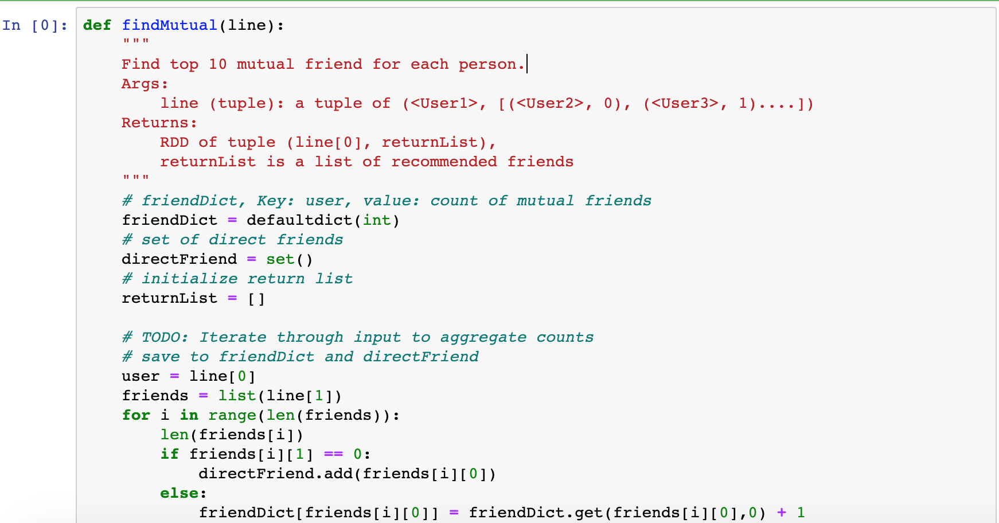 In [0]: def findMutual(line):
    """
    Find top 10 mutual friend for each person.
    Args:
        line (tuple): a tuple of (<User1>, [(<User2>, 0), (<User3>, 1)....])
    Returns:
        RDD of tuple (line[0], returnList),
        returnList is a list of recommended friends
    """
    # friendDict, Key: user, value: count of mutual friends
    friendDict = defaultdict(int)
    # set of direct friends
    directFriend = set()
    # initialize return list
    returnList = []

    # TODO: Iterate through input to aggregate counts
    # save to friendDict and directFriend
    user = line[0]
    friends = list(line[1])
    for i in range(len(friends)):
        len(friends[i])
        if friends[i][1] == 0:
            directFriend.add(friends[i][0])
        else:
            friendDict[friends[i][0]] = friendDict.get(friends[i][0],0) + 1